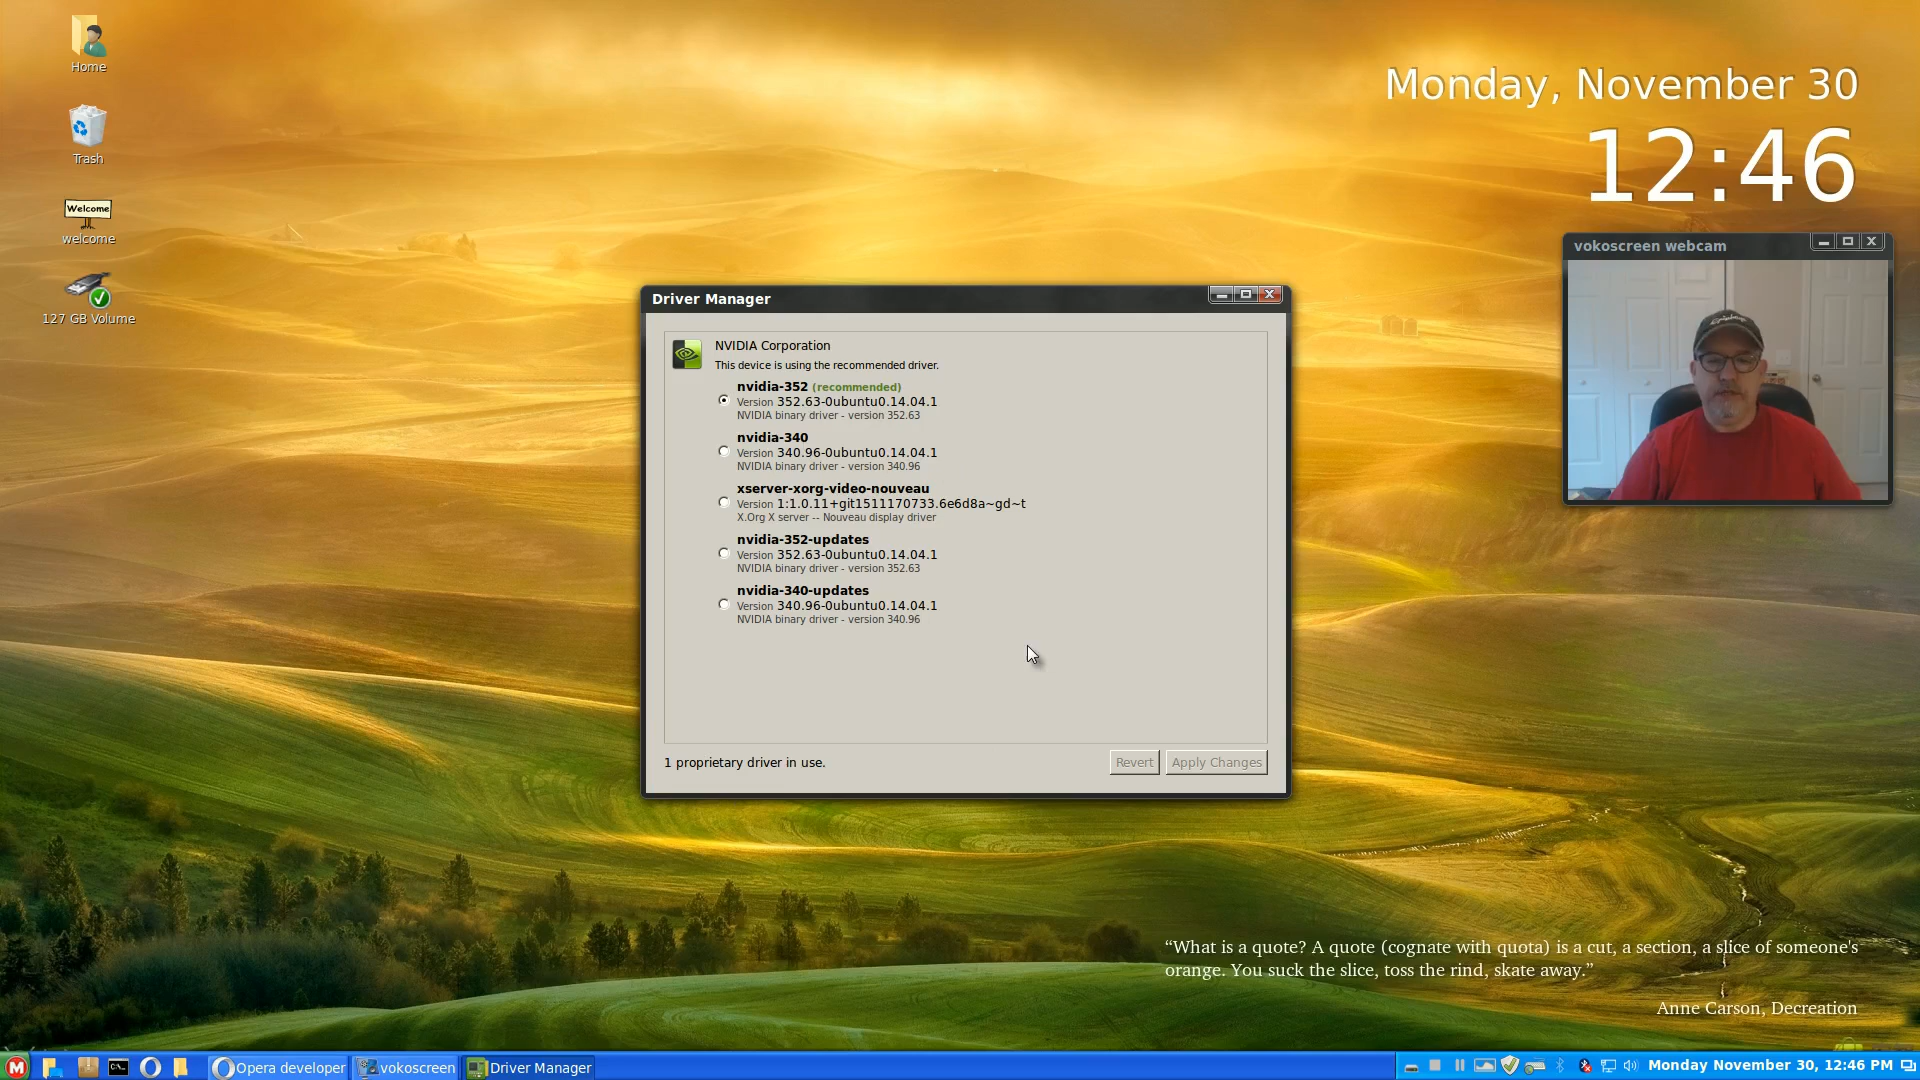 Home
Trash
Welcome
welcome
127 GB Volume
Monday, November 30
12:46
vokoscreen webcam
Driver Manager
NVIDIA Corporation
This device is using the recommended driver.
nvidia-352 (recommended)
Version 352.63-0ubuntu0.14.04.1
NVIDIA binary driver - version 352.63
nvidia-340
Version 340.96-0ubuntu0.14.04.1
NVIDIA binary driver - version 340.96
xserver-xorg-video-nouveau
Version 1:1.0.11+git1511170733.6e6d8a~gd~t
X.Org X server -- Nouveau display driver
nvidia-352-updates
Version 352.63-0ubuntu0.14.04.1
NVIDIA binary driver - version 352.63
nvidia-340-updates
Version 340.96-0ubuntu0.14.04.1
NVIDIA binary driver - version 340.96
1 proprietary driver in use.
Revert
Apply Changes
“What is a quote? A quote (cognate with quota) is a cut, a section, a slice of someone's
orange. You suck the slice, toss the rind, skate away.”
Anne Carson, Decreation
Opera developer
vokoscreen
Driver Manager
Monday November 30, 12:46 PM